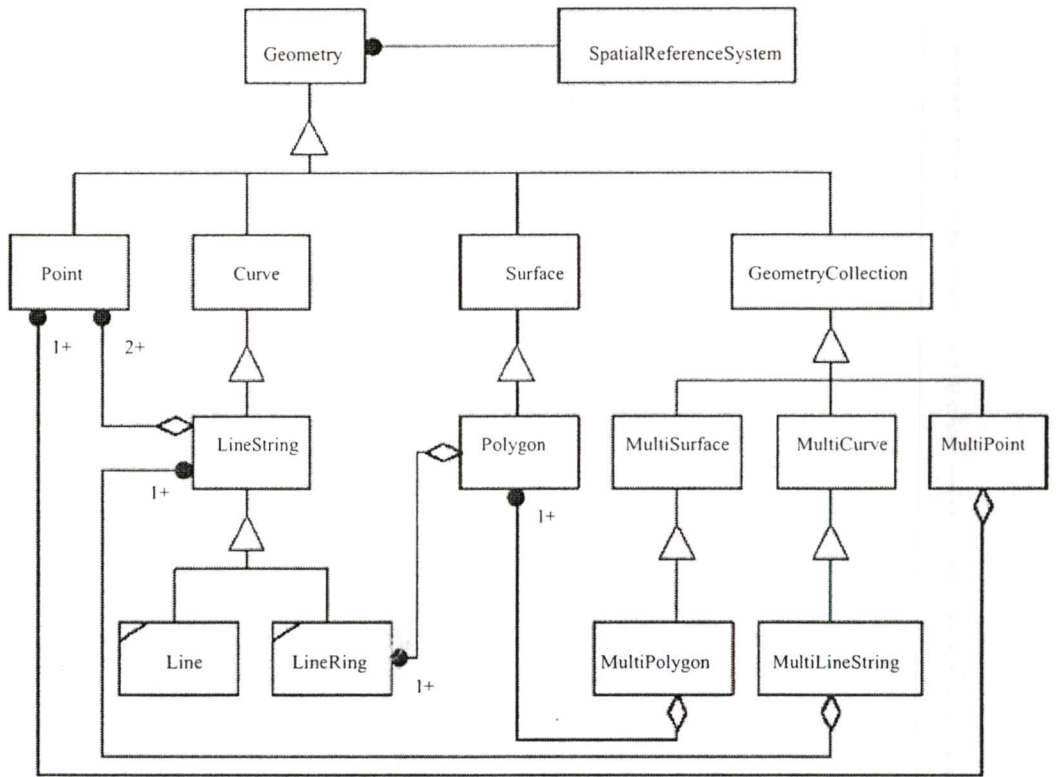 Geometry
SpatialReferenceSystem
Point
Curve
Surface
GeometryCollection
1+
2+
LineString
Polygon
MultiSurface
MultiCurve
MultiPoint
1+
1+
Line
LineRing
MultiPolygon
MultiLineString
1+